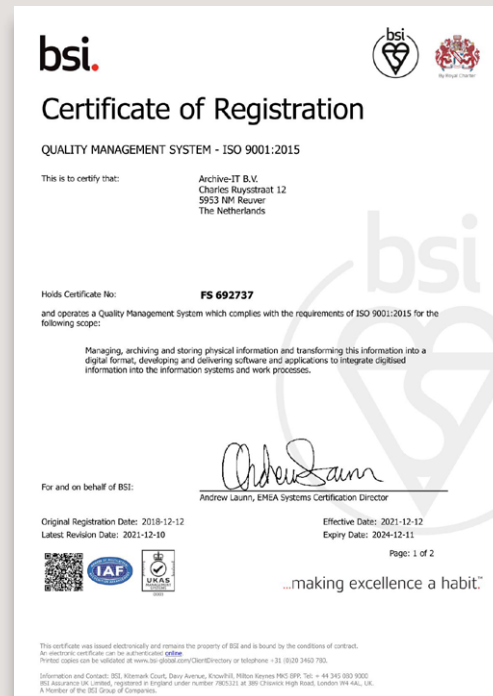 bsi.
bsi
By Royal Charter
Certificate of Registration
QUALITY MANAGEMENT SYSTEM - ISO 9001:2015
This is to certify that:
Archive-IT B.V.
Charles Ruysstraat 12
5953 NM Reuver
The Netherlands
bsi
Holds Certificate No:
FS 692737
and operates a Quality Management System which complies with the requirements of ISO 9001:2015 for the
following scope:
Managing, archiving and storing physical information and transforming this information into a
digital format, developing and delivering software and applications to integrate digitised
information into the information systems and work processes.
For and on behalf of BSI:
Andrew Launn, EMEA Systems Certification Director
Original Registration Date: 2018-12-12
Effective Date: 2021-12-12
Latest Revision Date: 2021-12-10
Expiry Date: 2024-12-11
Page: 1 of 2
IAF
UKAS
MANAGEMENT
SYSTEMS
...making excellence a habit.™
This certificate was issued electronically and remains the property of BSI and is bound by the conditions of contract.
An electronic certificate can be authenticated online.
Printed copies can be validated at www.bsi-global.com/ClientDirectory or telephone +31 (0)20 3460 780.
Information and Contact: BSI, Kitemark Court, Davy Avenue, Knowlhill, Milton Keynes MK5 8PP. Tel: + 44 345 080 9000
BSI Assurance UK Limited, registered in England under number 7805321 at 389 Chiswick High Road, London W4 4AL, UK.
A Member of the BSI Group of Companies.